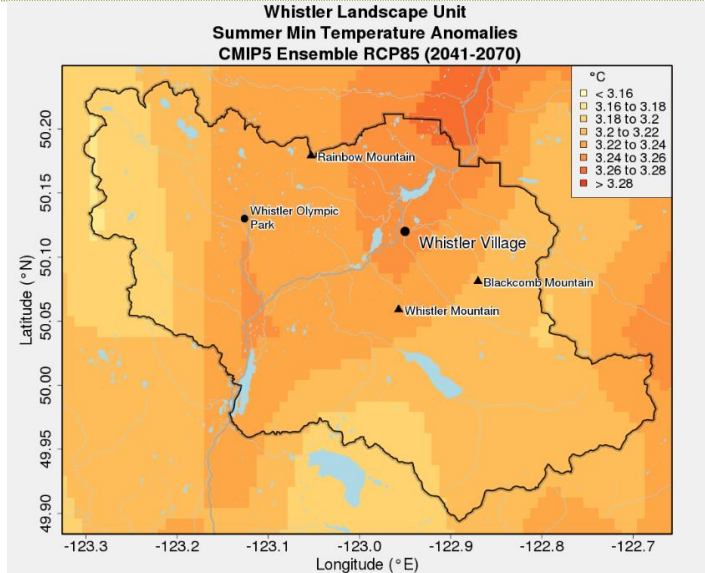 Whistler Landscape Unit
Summer Min Temperature Anomalies
CMIP5 Ensemble RCP85 (2041-2070)
°C
< 3.16
3.16 to 3.18
3.18 to 3.2
3.2 to 3.22
3.22 to 3.24
3.24 to 3.26
3.26 to 3.28
> 3.28
Rainbow Mountain
Whistler Olympic
Park
Whistler Village
Blackcomb Mountain
Whistler Mountain
Latitude (°N)
50.20
50.15
50.10
50.05
50.00
49.95
49.90
-123.3 -123.2 -123.1 -123.0 -122.9 -122.8 -122.7
Longitude (°E)